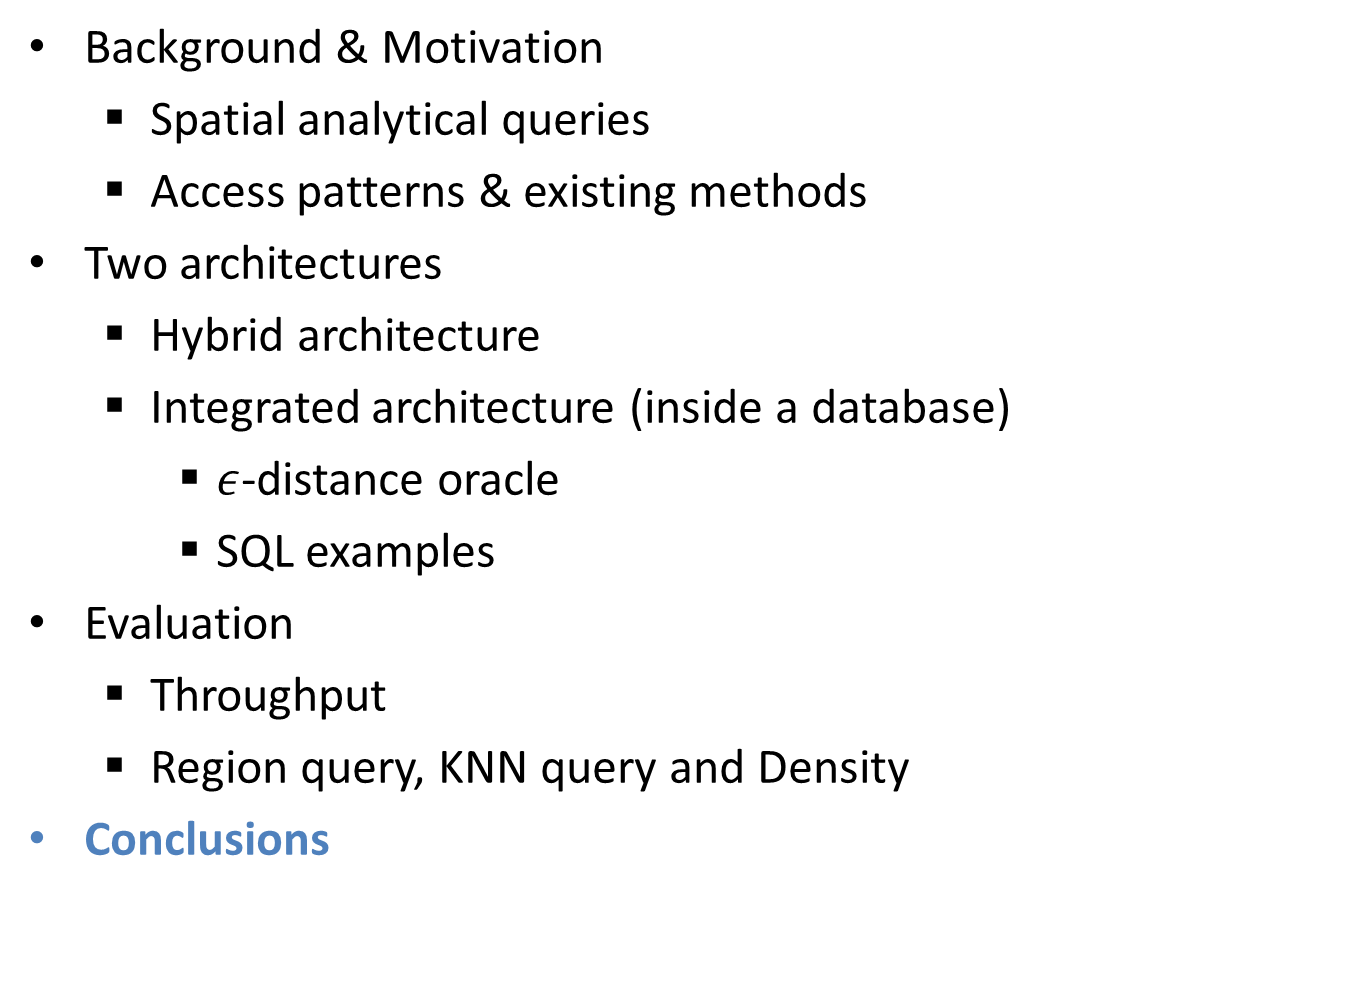 • Background & Motivation
▪ Spatial analytical queries
▪ Access patterns & existing methods
• Two architectures
▪ Hybrid architecture
▪ Integrated architecture (inside a database)
▪ ϵ-distance oracle
▪ SQL examples
• Evaluation
▪ Throughput
▪ Region query, KNN query and Density
• Conclusions